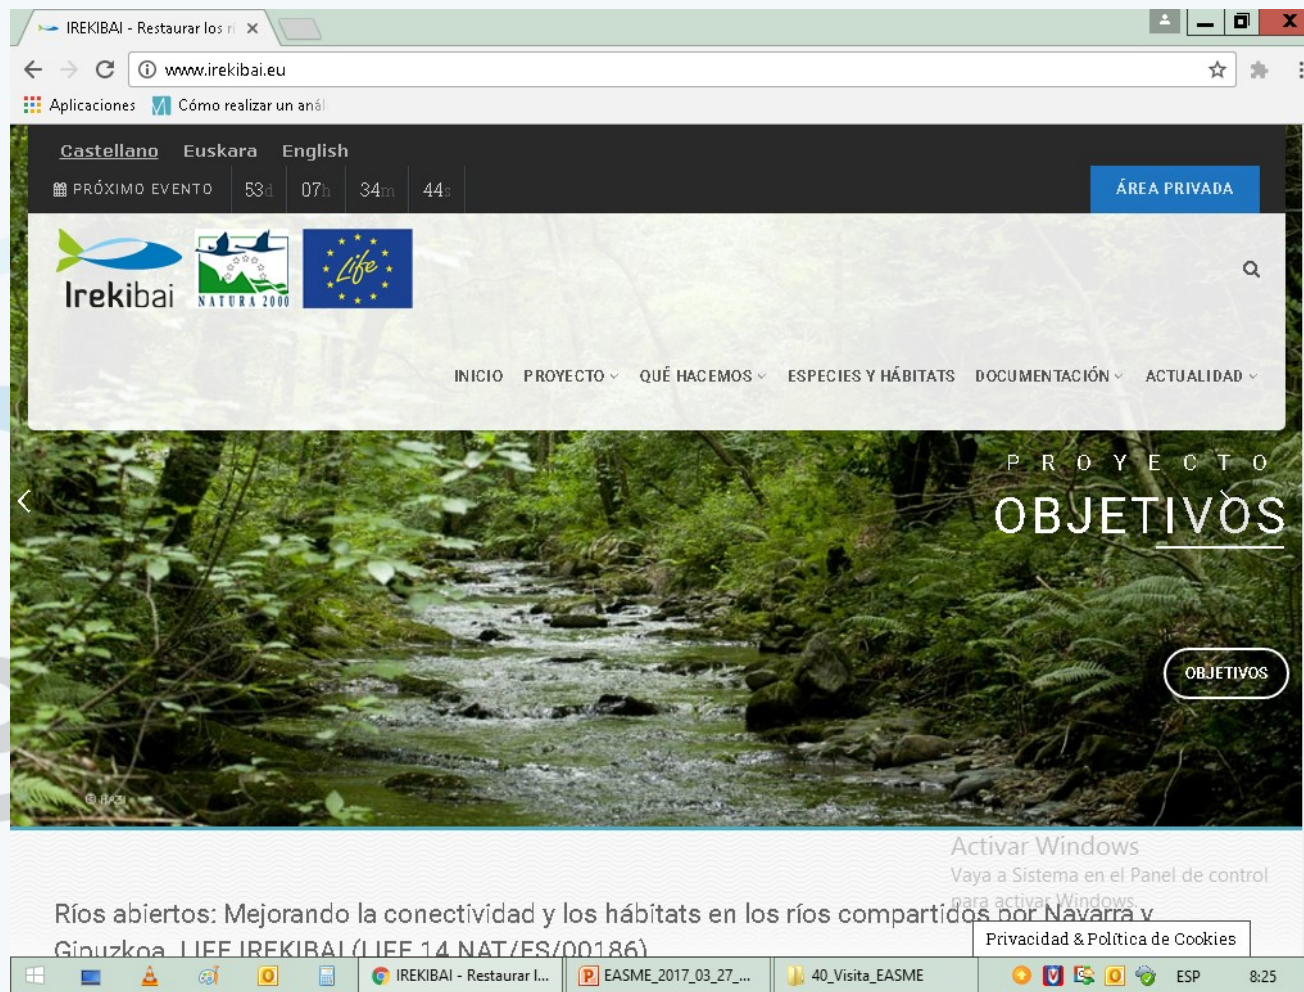 IREKIBAI - Restaurar los rí
www.irekibai.eu
Aplicaciones Cómo realizar un anál
Castellano Euskara English
PRÓXIMO EVENTO 53d 07h 34m 44s
ÁREA PRIVADA
Irekibai
NATURA 2000
Life
INICIO PROYECTO QUÉ HACEMOS ESPECIES Y HÁBITATS DOCUMENTACIÓN ACTUALIDAD
PROYECTO
OBJETIVOS
OBJETIVOS
© HAZI
Activar Windows
Vaya a Sistema en el Panel de control
para activar Windows.
Ríos abiertos: Mejorando la conectividad y los hábitats en los ríos compartidos por Navarra y
Gipuzkoa. LIFE IREKIBAI (LIFE 14 NAT/ES/00186)
Privacidad & Política de Cookies
IREKIBAI - Restaurar l... EASME_2017_03_27_... 40_Visita_EASME ESP 8:25